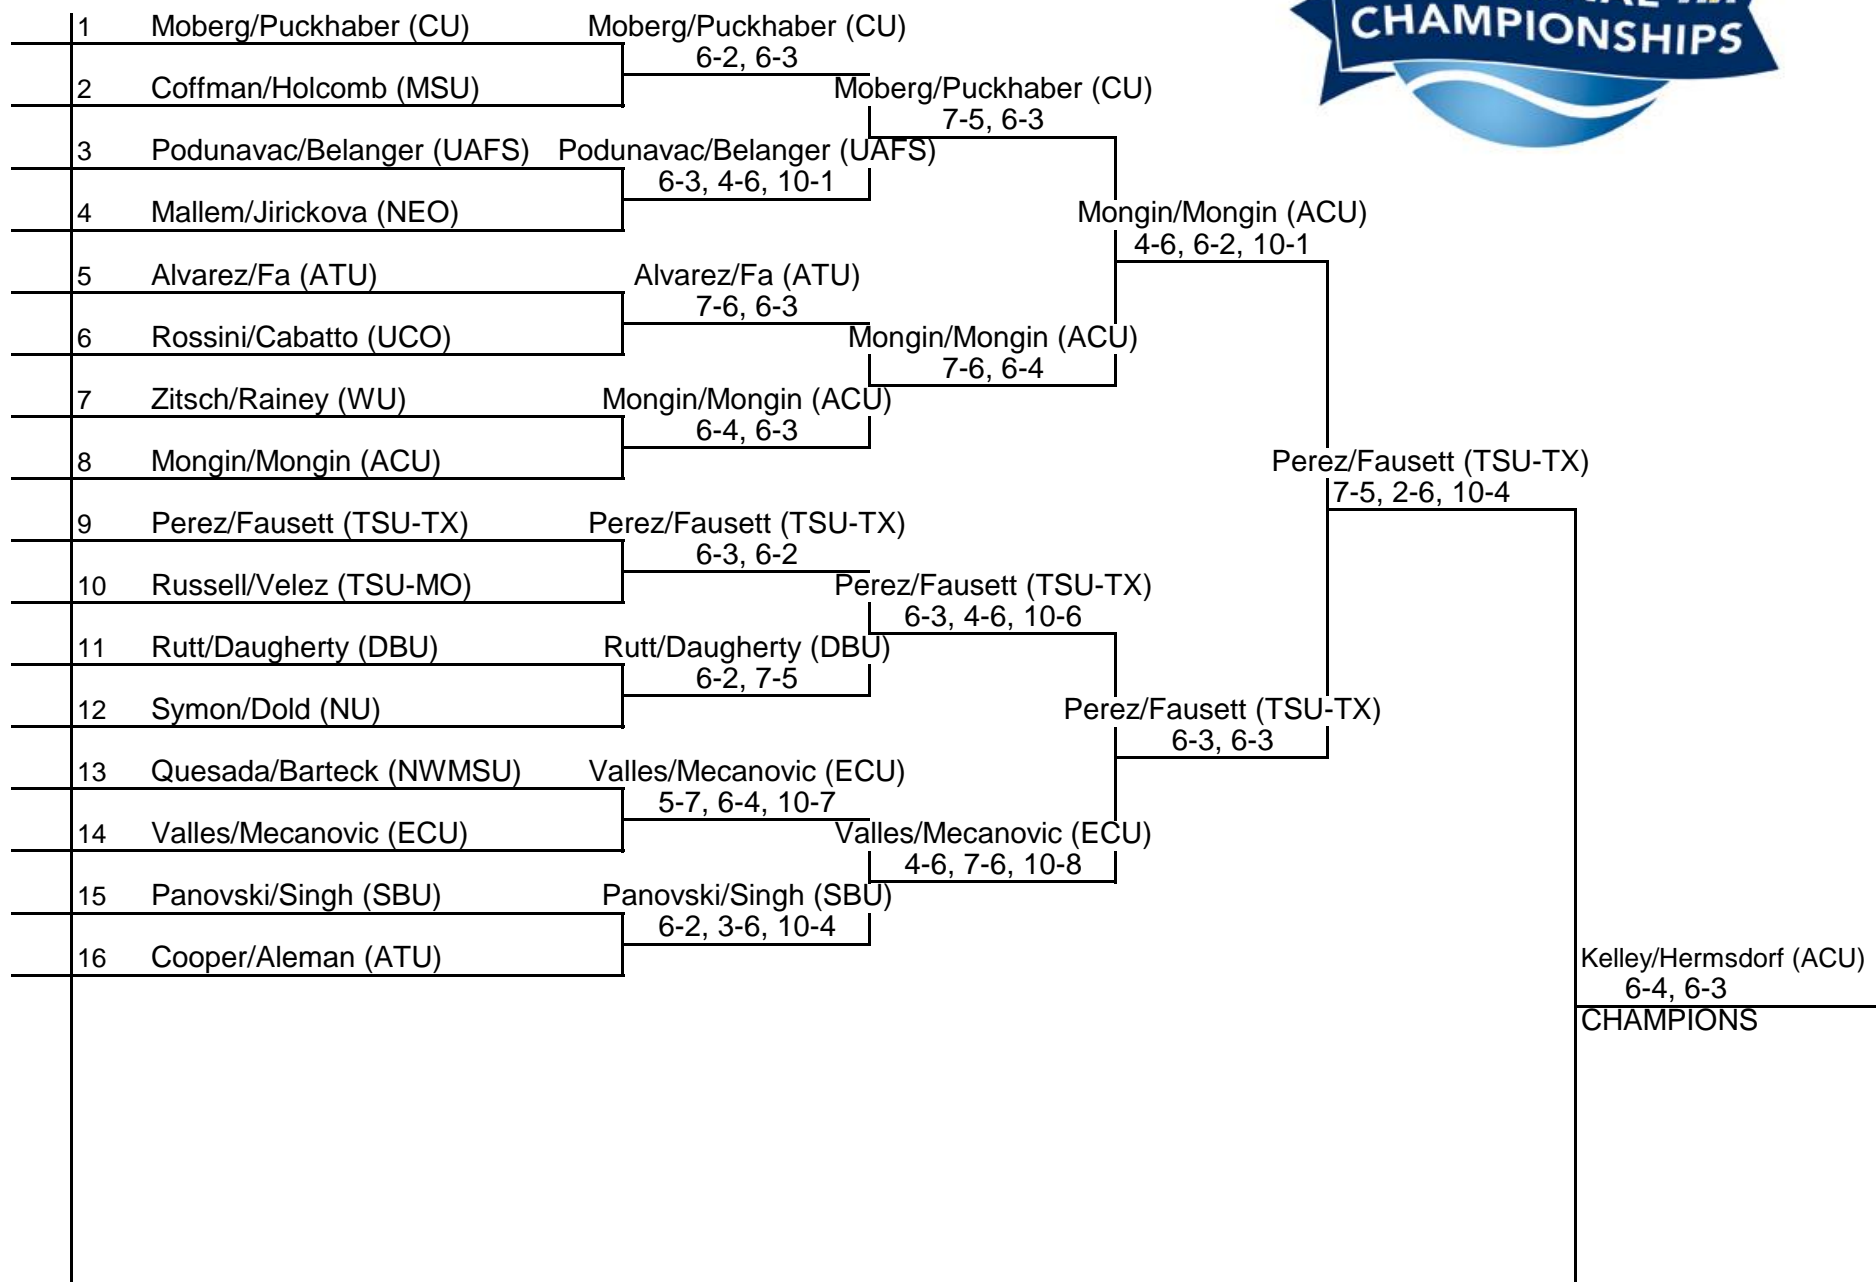 CHAMPIONSHIPS
1 Moberg/Puckhaber (CU)
2 Coffman/Holcomb (MSU)
3 Podunavac/Belanger (UAFS)
4 Mallem/Jirickova (NEO)
5 Alvarez/Fa (ATU)
6 Rossini/Cabatto (UCO)
7 Zitsch/Rainey (WU)
8 Mongin/Mongin (ACU)
9 Perez/Fausett (TSU-TX)
10 Russell/Velez (TSU-MO)
11 Rutt/Daugherty (DBU)
12 Symon/Dold (NU)
13 Quesada/Barteck (NWMSU)
14 Valles/Mecanovic (ECU)
15 Panovski/Singh (SBU)
16 Cooper/Aleman (ATU)
Moberg/Puckhaber (CU)
6-2, 6-3
Podunavac/Belanger (UAFS)
6-3, 4-6, 10-1
Alvarez/Fa (ATU)
7-6, 6-3
Mongin/Mongin (ACU)
6-4, 6-3
Perez/Fausett (TSU-TX)
6-3, 6-2
Rutt/Daugherty (DBU)
6-2, 7-5
Valles/Mecanovic (ECU)
5-7, 6-4, 10-7
Panovski/Singh (SBU)
6-2, 3-6, 10-4
Moberg/Puckhaber (CU)
7-5, 6-3
Mongin/Mongin (ACU)
7-6, 6-4
Perez/Fausett (TSU-TX)
6-3, 4-6, 10-6
Valles/Mecanovic (ECU)
4-6, 7-6, 10-8
Mongin/Mongin (ACU)
4-6, 6-2, 10-1
Perez/Fausett (TSU-TX)
6-3, 6-3
Perez/Fausett (TSU-TX)
7-5, 2-6, 10-4
Kelley/Hermsdorf (ACU)
6-4, 6-3
CHAMPIONS